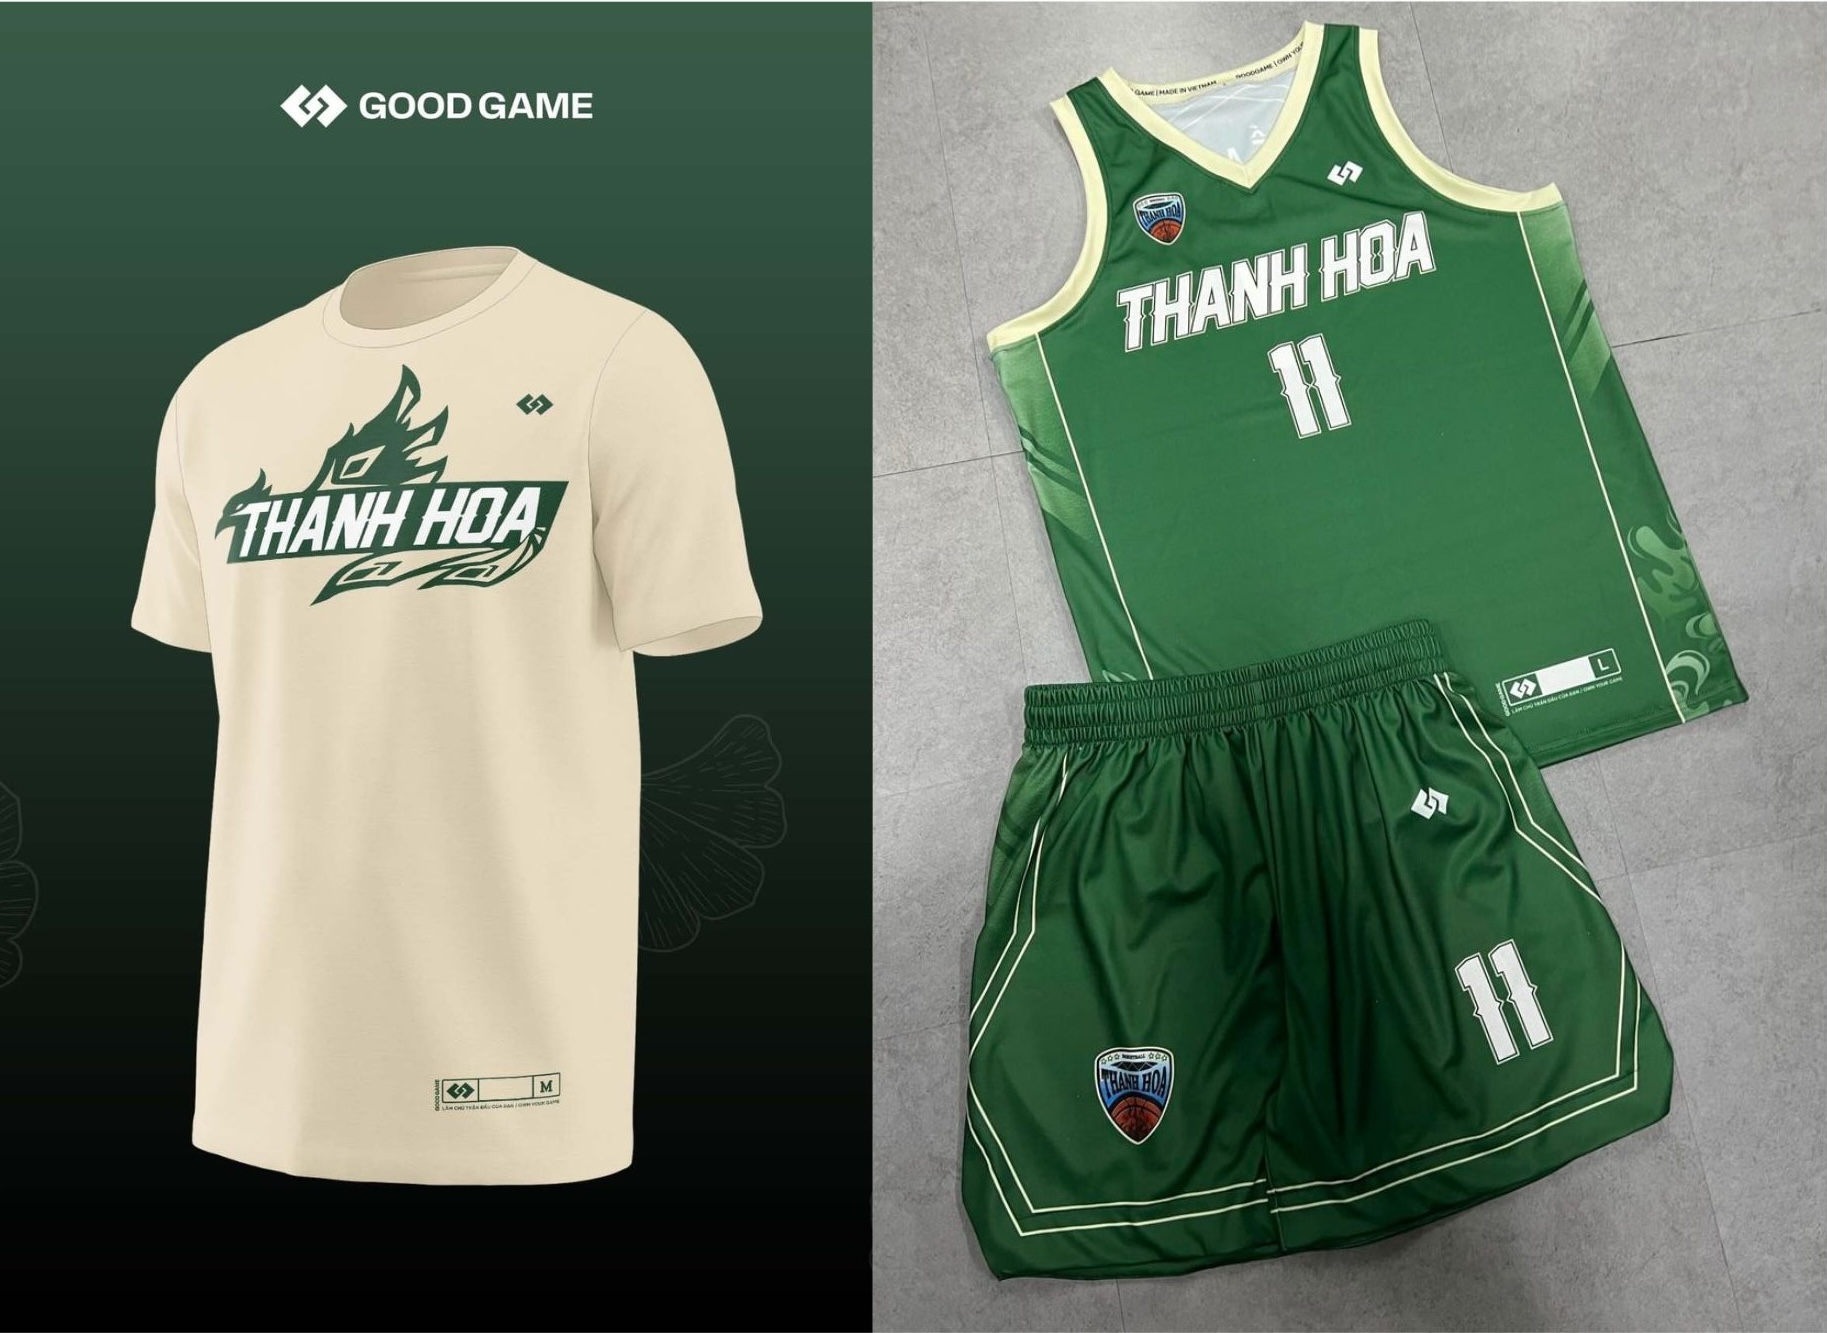 GOOD GAME
THANH HOA
GOOD GAME
M
LÀM CHỦ TRẬN ĐẤU CỦA BẠN / OWN YOUR GAME
GAME | MADE IN VIETNAM
GOODGAME | OWN YOU
THANH HOA
THANH HOA
11
L
GOOD GAME
LÀM CHỦ TRẬN ĐẤU CỦA BẠN / OWN YOUR GAME
11
BASKETBALL
THANH HOA